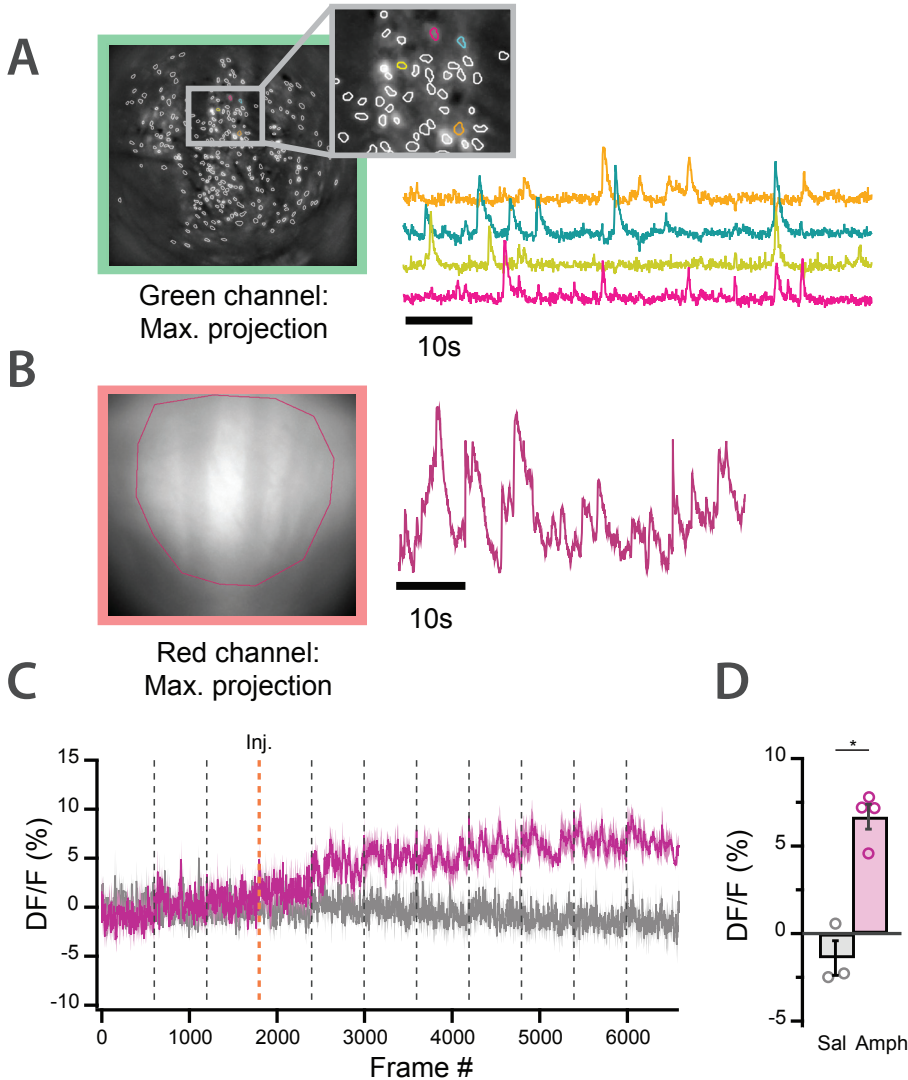 A
Green channel:
Max. projection
10s
B
Red channel:
Max. projection
10s
C
Inj.
DF/F (%)
15
10
5
0
-5
-10
0
1000
2000
3000
4000
5000
6000
Frame #
D
*
DF/F (%)
10
5
0
-5
Sal
Amph